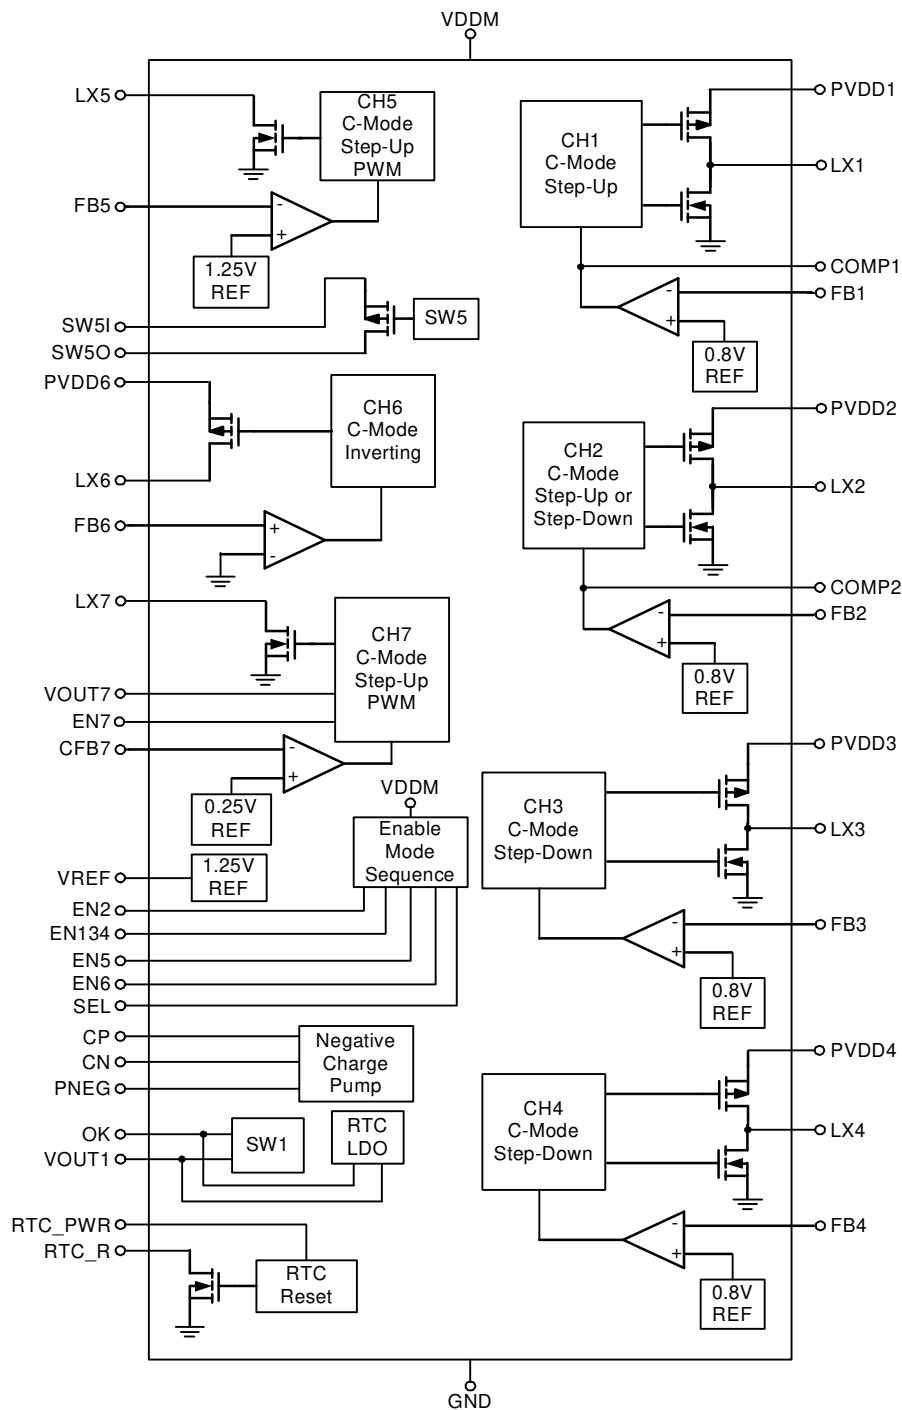 VDDM
LX5
CH5
C-Mode
Step-Up
PWM
FB5
-
+
1.25V
REF
SW5I
SW5O
SW5
PVDD6
LX6
CH6
C-Mode
Inverting
FB6
+
-
LX7
CH7
C-Mode
Step-Up
PWM
VOUT7
EN7
CFB7
-
+
0.25V
REF
VDDM
Enable
Mode
Sequence
1.25V
REF
VREF
EN2
EN134
EN5
EN6
SEL
CP
CN
PNEG
Negative
Charge
Pump
OK
VOUT1
SW1
RTC
LDO
RTC_PWR
RTC_R
RTC
Reset
PVDD1
CH1
C-Mode
Step-Up
LX1
COMP1
FB1
-
+
0.8V
REF
PVDD2
CH2
C-Mode
Step-Up or
Step-Down
LX2
COMP2
FB2
-
+
0.8V
REF
PVDD3
CH3
C-Mode
Step-Down
LX3
FB3
-
+
0.8V
REF
PVDD4
CH4
C-Mode
Step-Down
LX4
FB4
-
+
0.8V
REF
GND